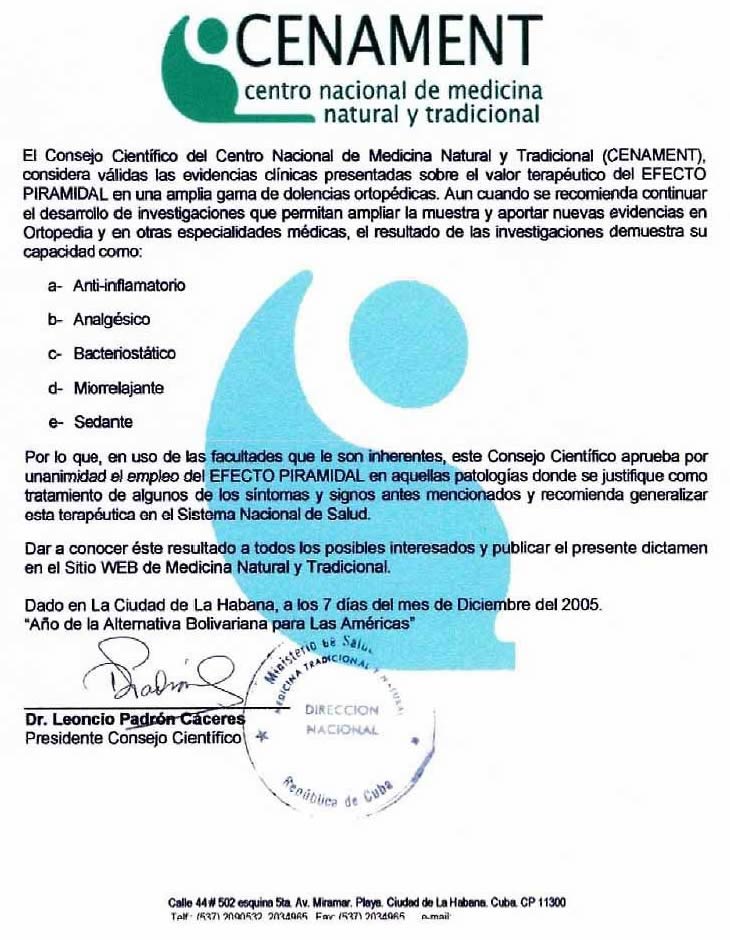 CENAMENT
centro nacional de medicina
natural y tradicional
El Consejo Científico del Centro Nacional de Medicina Natural y Tradicional (CENAMENT),
considera válidas las evidencias clínicas presentadas sobre el valor terapéutico del EFECTO
PIRAMIDAL en una amplia gama de dolencias ortopédicas. Aun cuando se recomienda continuar
el desarrollo de investigaciones que permitan ampliar la muestra y aportar nuevas evidencias en
Ortopedia y en otras especialidades médicas, el resultado de las investigaciones demuestra su
capacidad como:
a- Anti-inflamatorio
b- Analgésico
c- Bacteriostático
d- Miorrelajante
e- Sedante
Por lo que, en uso de las facultades que le son inherentes, este Consejo Científico aprueba por
unanimidad el empleo del EFECTO PIRAMIDAL en aquellas patologías donde se justifique como
tratamiento de algunos de los síntomas y signos antes mencionados y recomienda generalizar
esta terapéutica en el Sistema Nacional de Salud.
Dar a conocer éste resultado a todos los posibles interesados y publicar el presente dictamen
en el Sitio WEB de Medicina Natural y Tradicional.
Dado en La Ciudad de La Habana, a los 7 días del mes de Diciembre del 2005.
"Año de la Alternativa Bolivariana para Las Américas"
Padrón
Dr. Leoncio Padrón Cáceres
Presidente Consejo Científico
Ministerio de Salud
MEDICINA TRADICIONAL Y NATURAL
DIRECCION
NACIONAL
República de Cuba
Calle 44 # 502 esquina 5ta. Av. Miramar. Playa. Ciudad de La Habana. Cuba. CP 11300
Telf.: (537) 2090532, 2034965 Fax: (537) 2034965 e-mail: